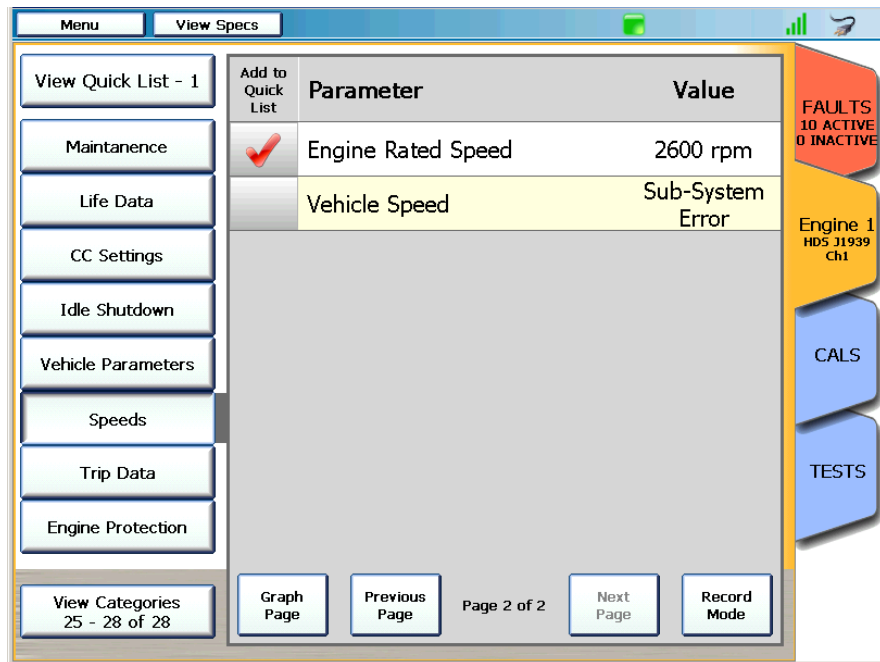 Menu
View Specs
View Quick List - 1
Maintanence
Life Data
CC Settings
Idle Shutdown
Vehicle Parameters
Speeds
Trip Data
Engine Protection
View Categories
25 - 28 of 28
Add to
Quick
List
Parameter
Value
Engine Rated Speed
2600 rpm
Vehicle Speed
Sub-System
Error
Graph
Page
Previous
Page
Page 2 of 2
Next
Page
Record
Mode
FAULTS
10 ACTIVE
0 INACTIVE
Engine 1
HDS J1939
Ch1
CALS
TESTS